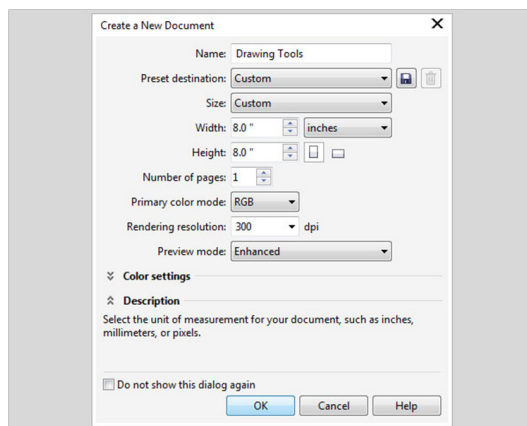 Create a New Document
Name: Drawing Tools
Preset destination: Custom
Size: Custom
Width: 8.0 " inches
Height: 8.0 "
Number of pages: 1
Primary color mode: RGB
Rendering resolution: 300 dpi
Preview mode: Enhanced
Color settings
Description
Select the unit of measurement for your document, such as inches,
millimeters, or pixels.
Do not show this dialog again
OK Cancel Help